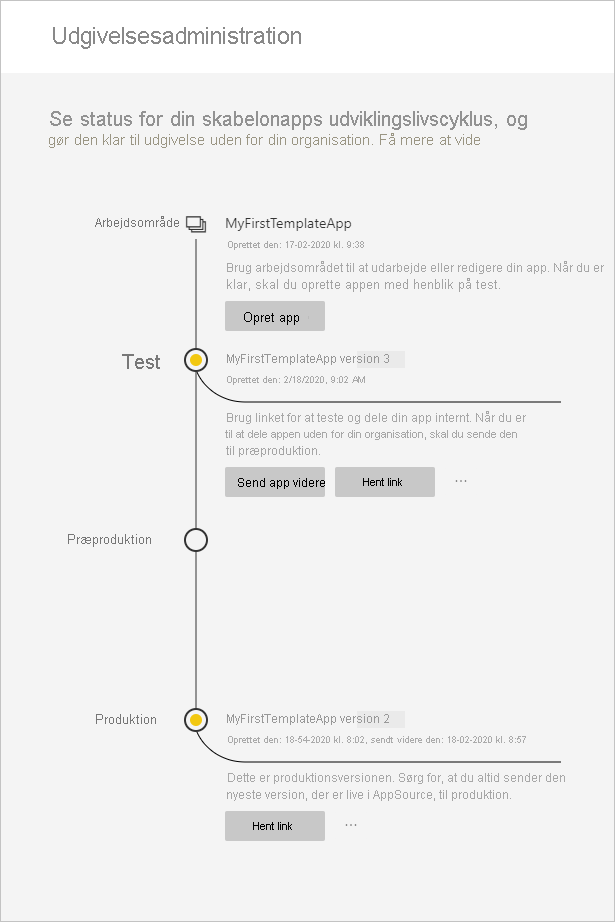 Udgivelsesadministration
Se status for din skabelonapps udviklingslivscyklus, og
gør den klar til udgivelse uden for din organisation. Få mere at vide
Arbejdsområde
MyFirstTemplateApp
Oprettet den: 17-02-2020 kl. 9:38
Brug arbejdsområdet til at udarbejde eller redigere din app. Når du er
klar, skal du oprette appen med henblik på test.
Opret app
Test
MyFirstTemplateApp version 3
Oprettet den: 2/18/2020, 9:02 AM
Brug linket for at teste og dele din app internt. Når du er
til at dele appen uden for din organisation, skal du sende den
til præproduktion.
Send app videre
Hent link
...
Præproduktion
Produktion
MyFirstTemplateApp version 2
Oprettet den: 18-54-2020 kl. 8:02, sendt videre den: 18-02-2020 kl. 8:57
Dette er produktionsversionen. Sørg for, at du altid sender den
nyeste version, der er live i AppSource, til produktion.
Hent link
...